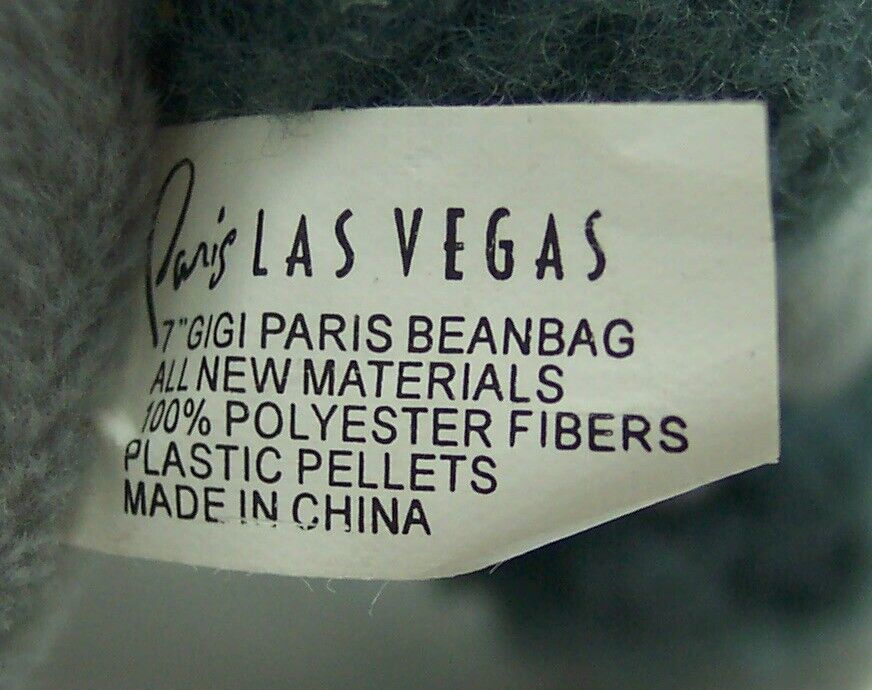 Paris LAS VEGAS
7"GIGI PARIS BEANBAG
ALL NEW MATERIALS
100% POLYESTER FIBERS
PLASTIC PELLETS
MADE IN CHINA